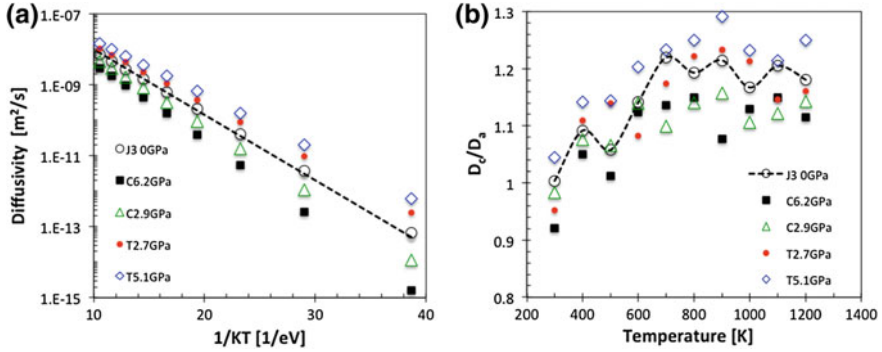 (a)
1.E-07
1.E-09
1.E-11
1.E-13
1.E-15
Diffusivity [m²/s]
J3 0GPa
C6.2GPa
C2.9GPa
T2.7GPa
T5.1GPa
10 20 30 40
1/KT [1/eV]
(b)
1.3
1.2
1.1
1
0.9
0.8
Dc/Da
J3 0GPa
C6.2GPa
C2.9GPa
T2.7GPa
T5.1GPa
200 400 600 800 1000 1200 1400
Temperature [K]